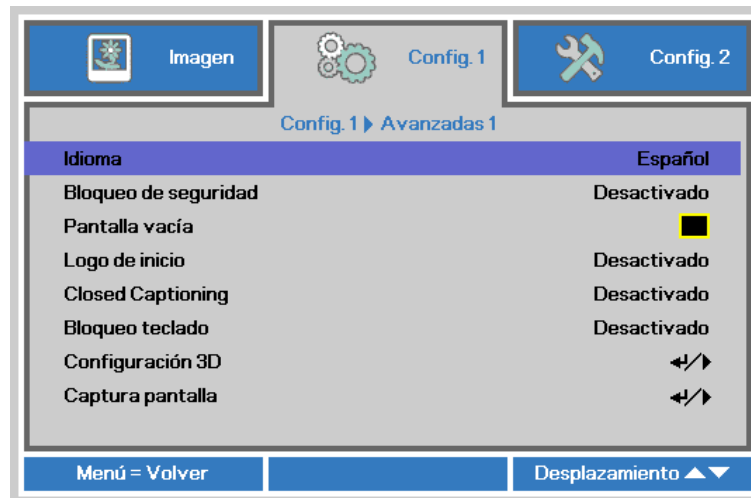 Imagen Config. 1 Config. 2
Config. 1 Avanzadas 1
Idioma Español
Bloqueo de seguridad Desactivado
Pantalla vacía
Logo de inicio Desactivado
Closed Captioning Desactivado
Bloqueo teclado Desactivado
Configuración 3D
Captura pantalla
Menú = Volver Desplazamiento